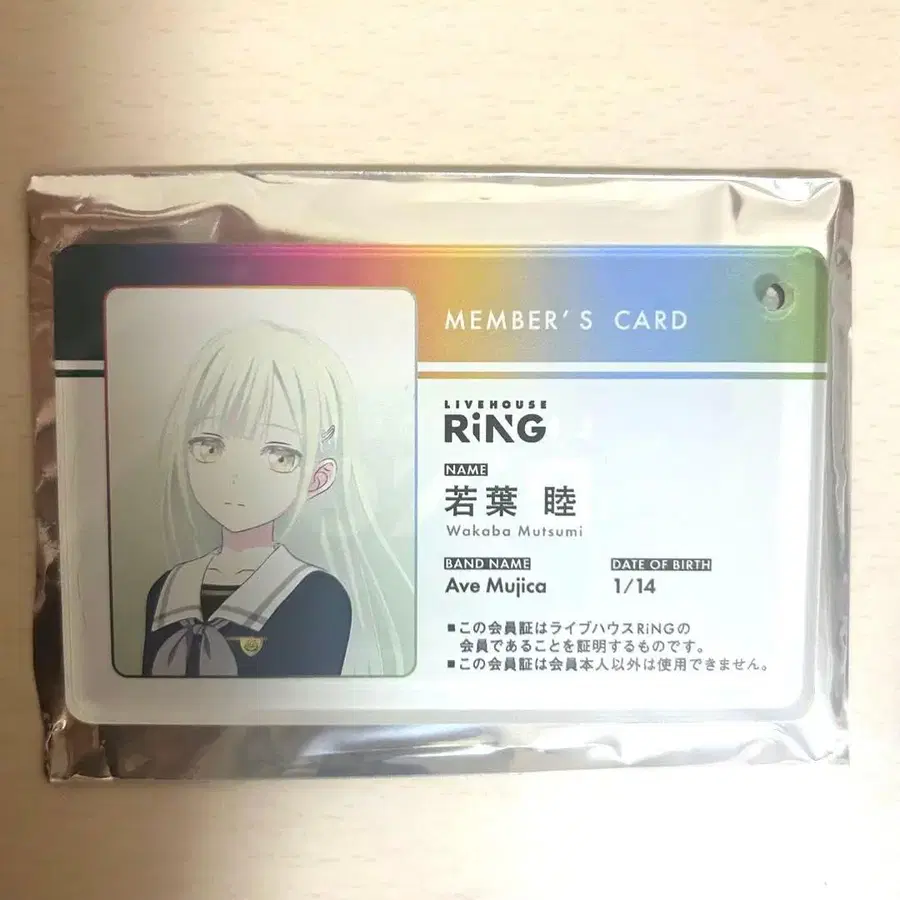 MEMBER'S CARD
LIVEHOUSE
RiNG
NAME
若葉 睦
Wakaba Mutsumi
BAND NAME
Ave Mujica
DATE OF BIRTH
1/14
■この会員証はライブハウスRiNGの
会員であることを証明するものです。
■この会員証は会員本人以外は使用できません。